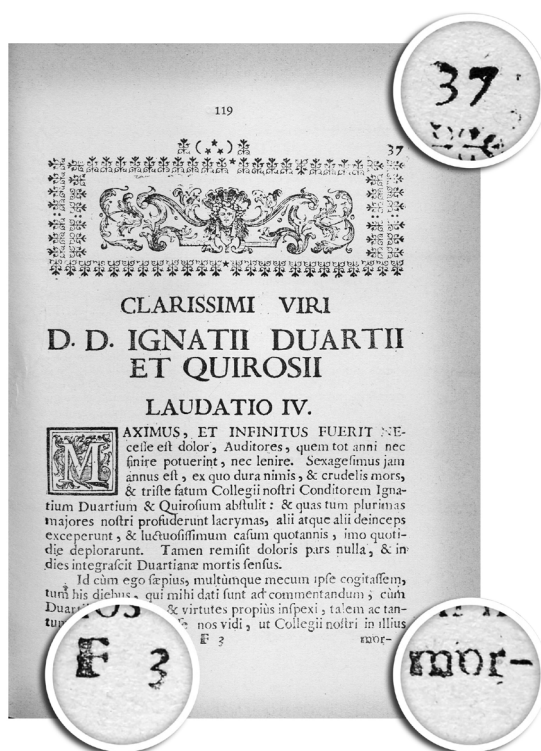 37
119
(***)
37
CLARISSIMI VIRI
D. D. IGNATII DUARTII
ET QUIROSII
LAUDATIO IV.
MAXIMUS, ET INFINITUS FUERIT NE-
ceſſe eſt dolor, Auditores, quem tot anni nec
finire potuerint, nec lenire. Sexageſimus jam
annus eſt, ex quo dura nimis, & crudelis mors,
& triſte fatum Collegii noſtri Conditorem Igna-
tium Duartium & Quiroſium abſtulit: & quas tum plurimas
majores noſtri profuderunt lacrymas, alii atque alii deinceps
exceperunt, & luctuoſiſſimum caſum quotannis, imo quoti-
die deplorarunt. Tamen remiſit doloris pars nulla, & in
dies integraſcit Duartianæ mortis ſenſus.
Id cùm ego ſæpius, multùmque mecum ipſe cogitaſſem,
tum his diebus, qui mihi dati ſunt ad commentandum, cùm
& virtutes propiùs inſpexi, talem ac tan-
nos vidi, ut Collegii noſtri in illius
F 3 mor-
F 3
mor-